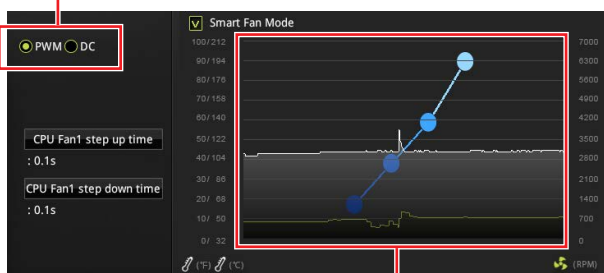 Smart Fan Mode
PWM DC
100/212 7000
90/194 6300
80/176 5600
70/158 4900
60/140 4200
50/122 3500
40/104 2800
30/ 86 2100
20/ 68 1400
10/ 50 700
0/ 32 0
CPU Fan1 step up time
: 0.1s
CPU Fan1 step down time
: 0.1s
(°F) (°C) (RPM)